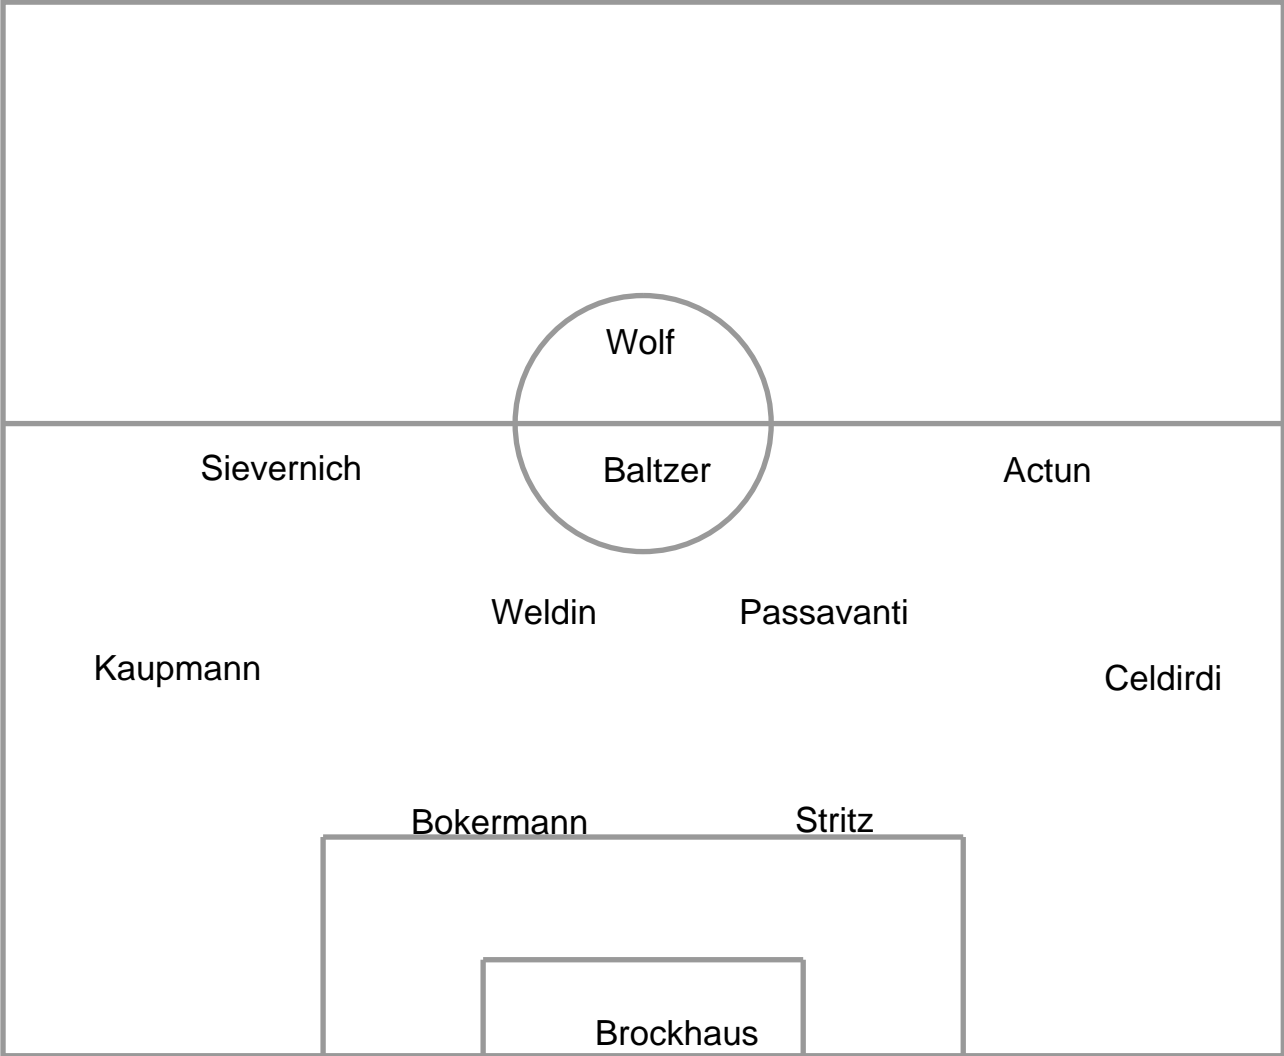 Wolf
Sievernich Baltzer Actun
Weldin Passavanti
Kaupmann Celdirdi
Bokermann Stritz
Brockhaus